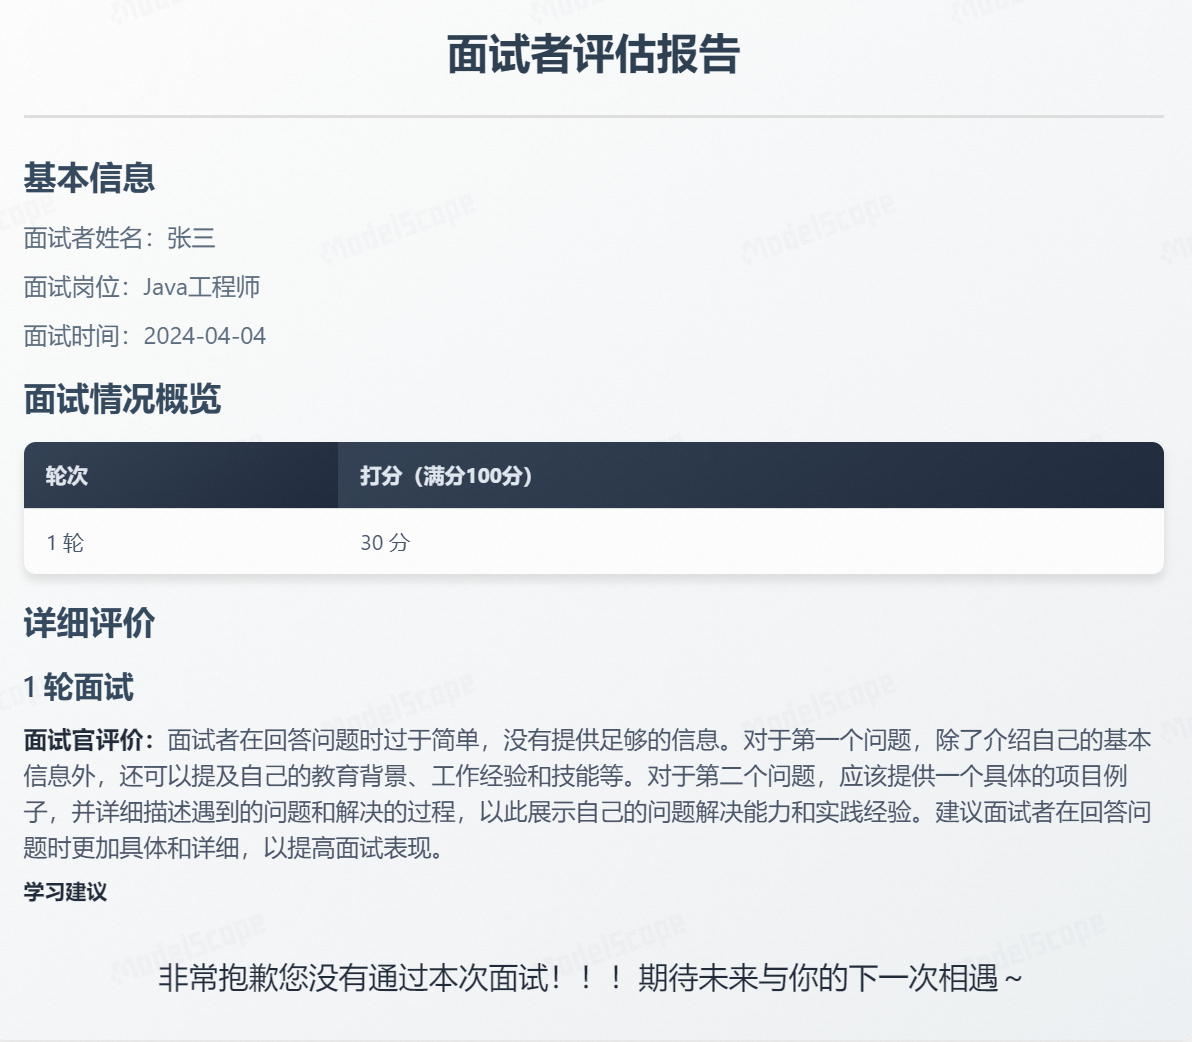 面试者评估报告
基本信息
面试者姓名：张三
面试岗位：Java工程师
面试时间：2024-04-04
面试情况概览
轮次 打分（满分100分）
1 轮 30 分
详细评价
1 轮面试
面试官评价：面试者在回答问题时过于简单，没有提供足够的信息。对于第一个问题，除了介绍自己的基本
信息外，还可以提及自己的教育背景、工作经验和技能等。对于第二个问题，应该提供一个具体的项目例
子，并详细描述遇到的问题和解决的过程，以此展示自己的问题解决能力和实践经验。建议面试者在回答问
题时更加具体和详细，以提高面试表现。
学习建议
非常抱歉您没有通过本次面试！！！期待未来与你的下一次相遇～
ModelScope